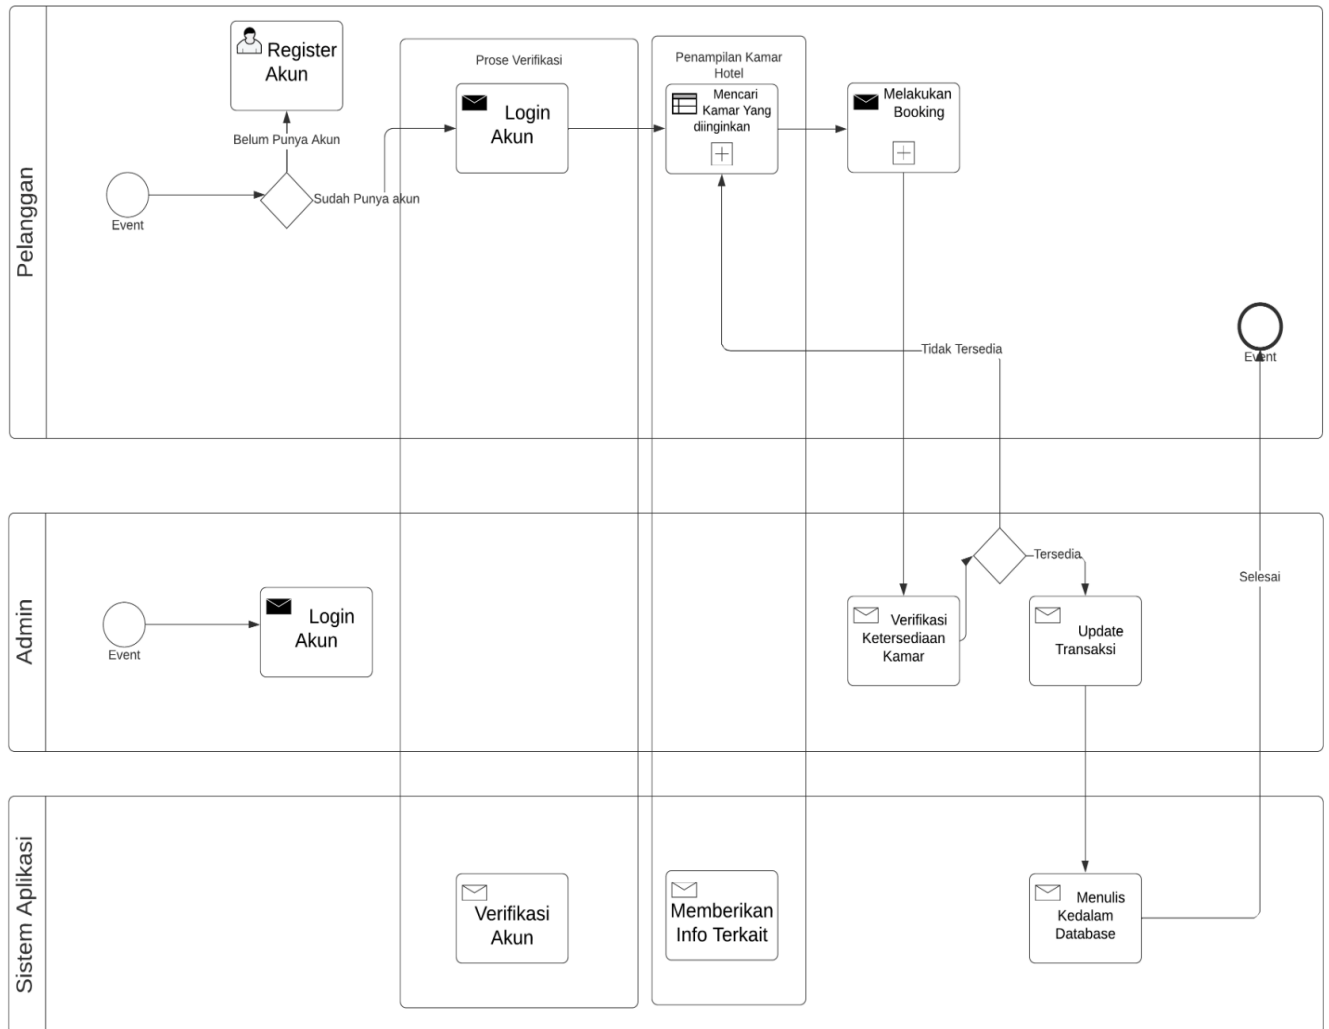 Pelanggan
Register
Akun
Belum Punya Akun
Event
Sudah Punya akun
Prose Verifikasi
Login
Akun
Penampilan Kamar
Hotel
Mencari
Kamar Yang
diinginkan
Melakukan
Booking
Tidak Tersedia
Event
Admin
Event
Login
Akun
Verifikasi
Ketersediaan
Kamar
Tersedia
Update
Transaksi
Selesai
Sistem Aplikasi
Verifikasi
Akun
Memberikan
Info Terkait
Menulis
Kedalam
Database